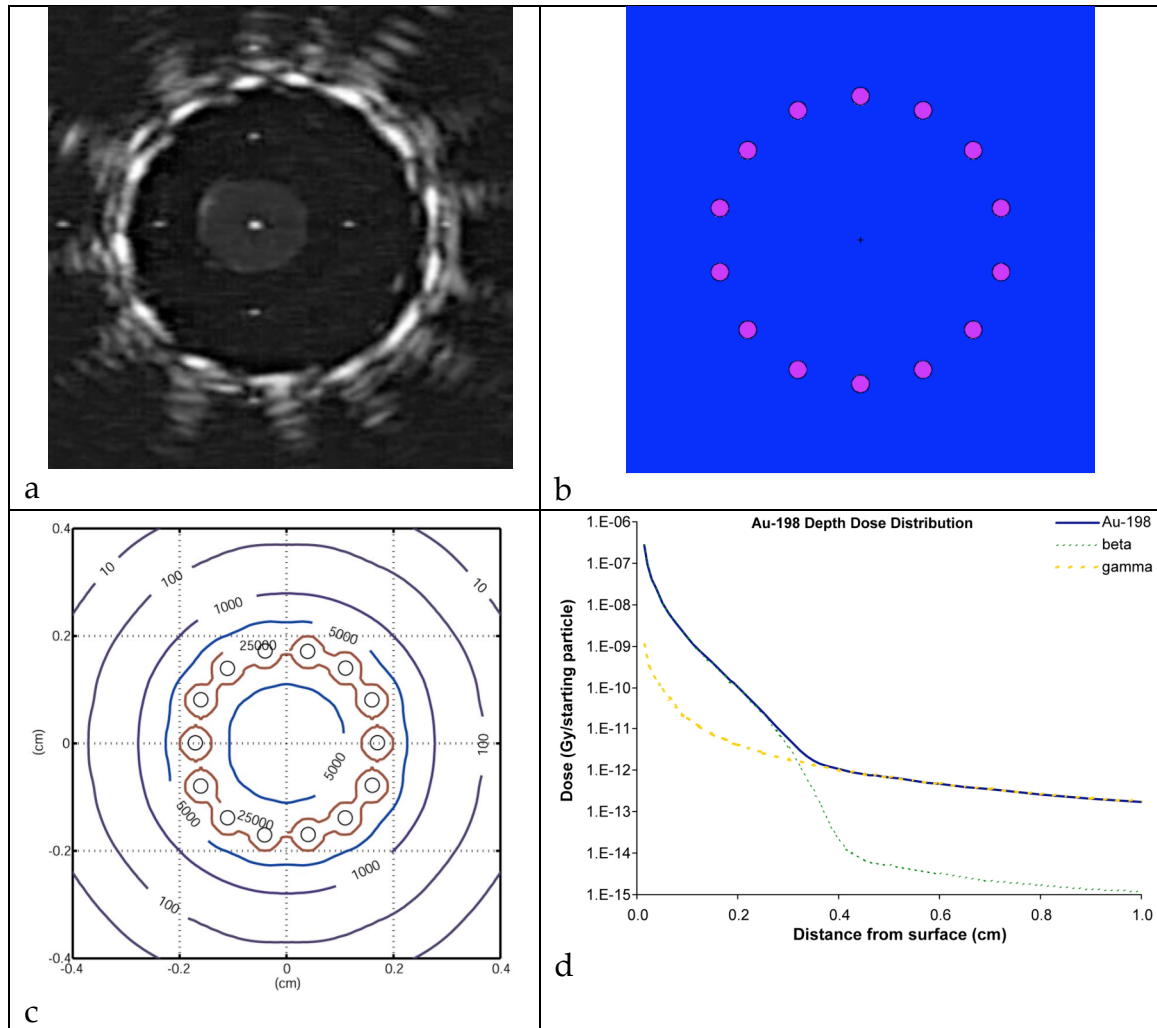 a
b
0.4
0.2
0
-0.2
-0.4
(cm)
-0.4
-0.2
0
0.2
0.4
(cm)
10
100
10
1000
25000
5000
100
5000
5000
25000
1000
100
c
Au-198 Depth Dose Distribution
Au-198
beta
gamma
1.E-06
1.E-07
1.E-08
1.E-09
1.E-10
1.E-11
1.E-12
1.E-13
1.E-14
1.E-15
Dose (Gy/starting particle)
0.0
0.2
0.4
0.6
0.8
1.0
Distance from surface (cm)
d